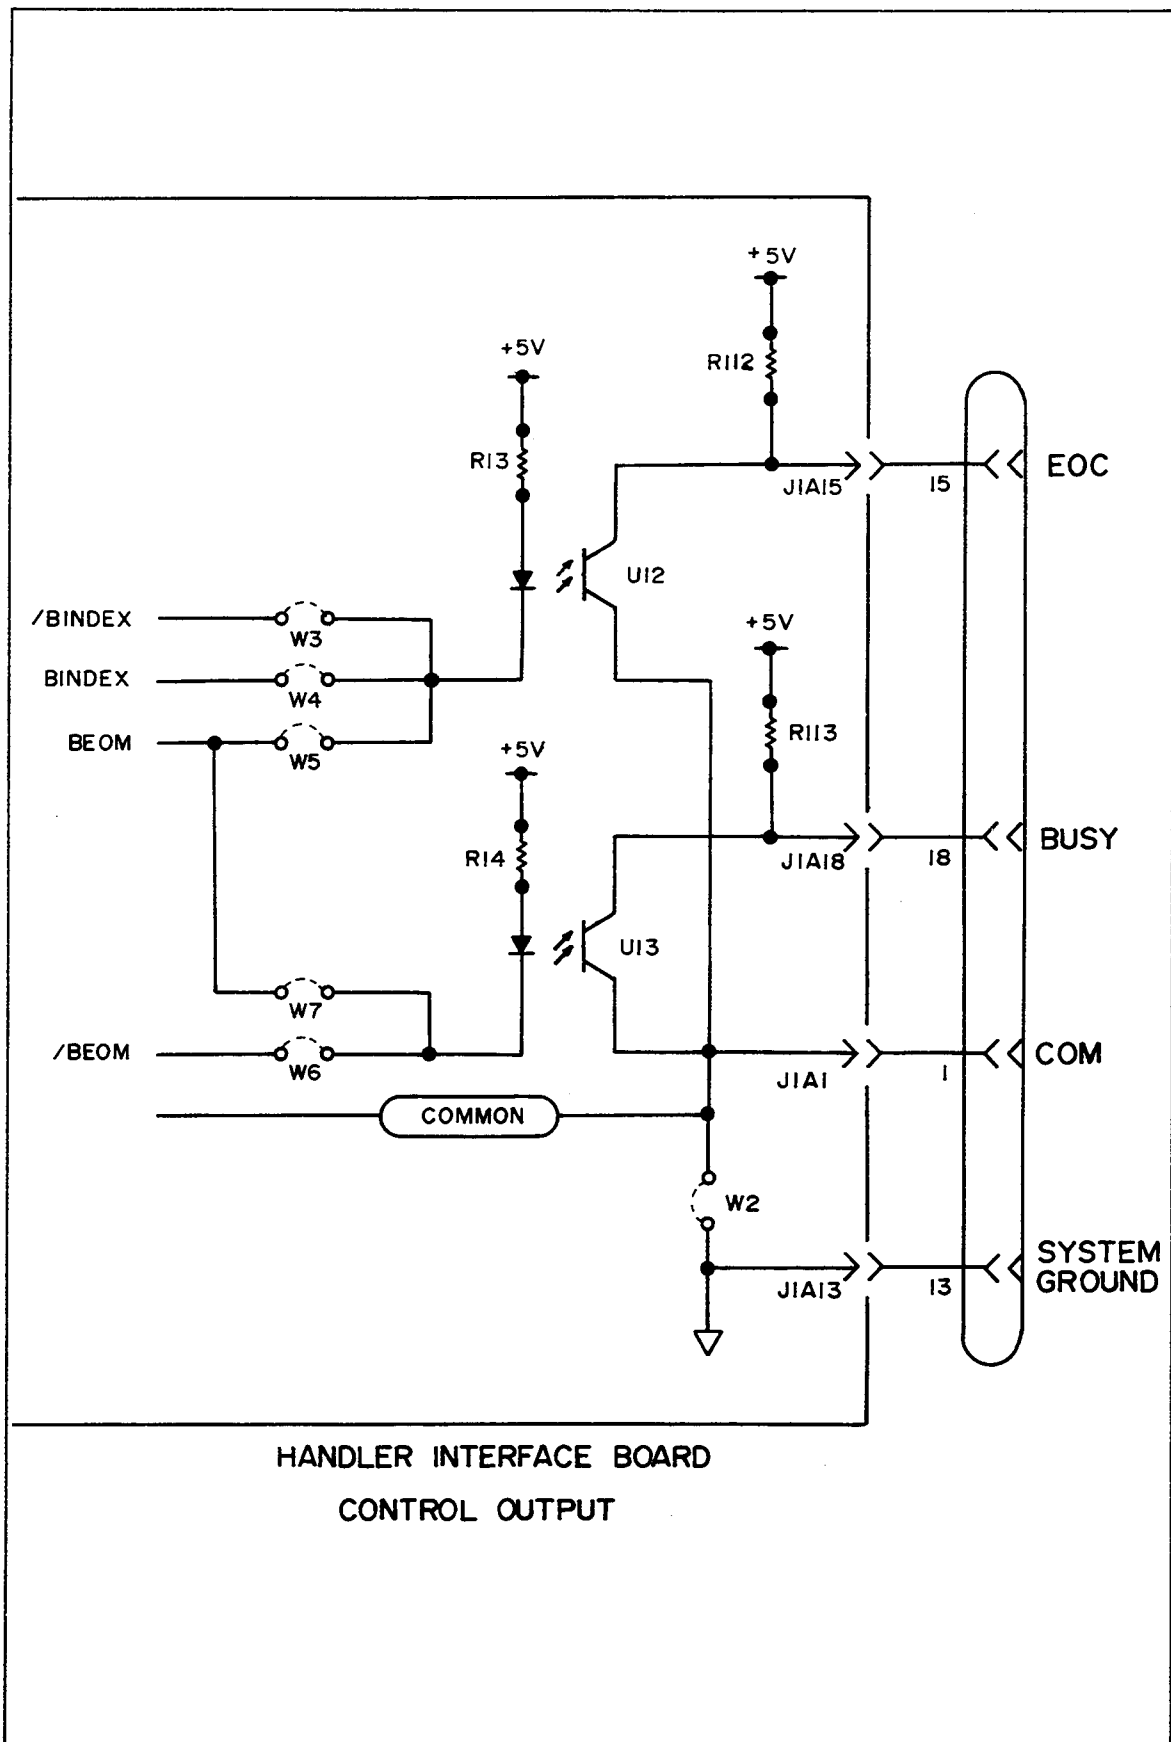 +5V
R112
+5V
R13
J1A15
15
EOC
U12
/BINDEX
W3
+5V
BINDEX
W4
R113
BEOM
W5
+5V
R14
J1A18
18
BUSY
U13
W7
/BEOM
W6
J1A1
1
COM
COMMON
W2
J1A13
13
SYSTEM
GROUND
HANDLER INTERFACE BOARD
CONTROL OUTPUT